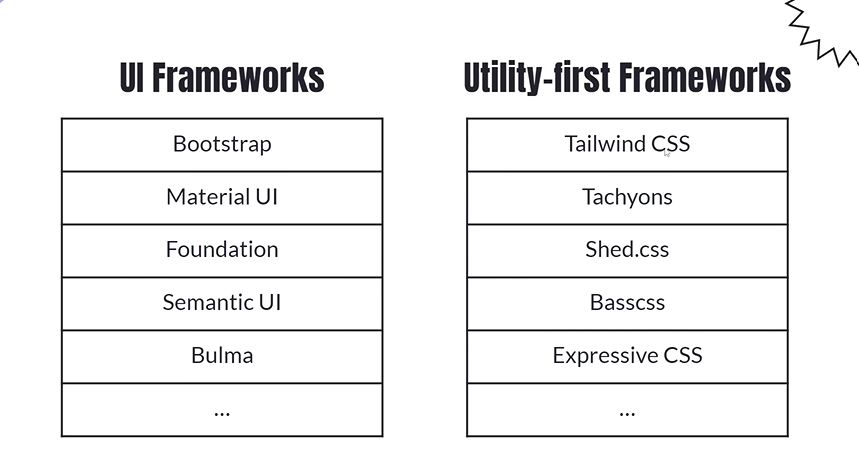 UI Frameworks
Bootstrap
Material UI
Foundation
Semantic UI
Bulma
...
Utility-first Frameworks
Tailwind CSS
Tachyons
Shed.css
Basscss
Expressive CSS
...